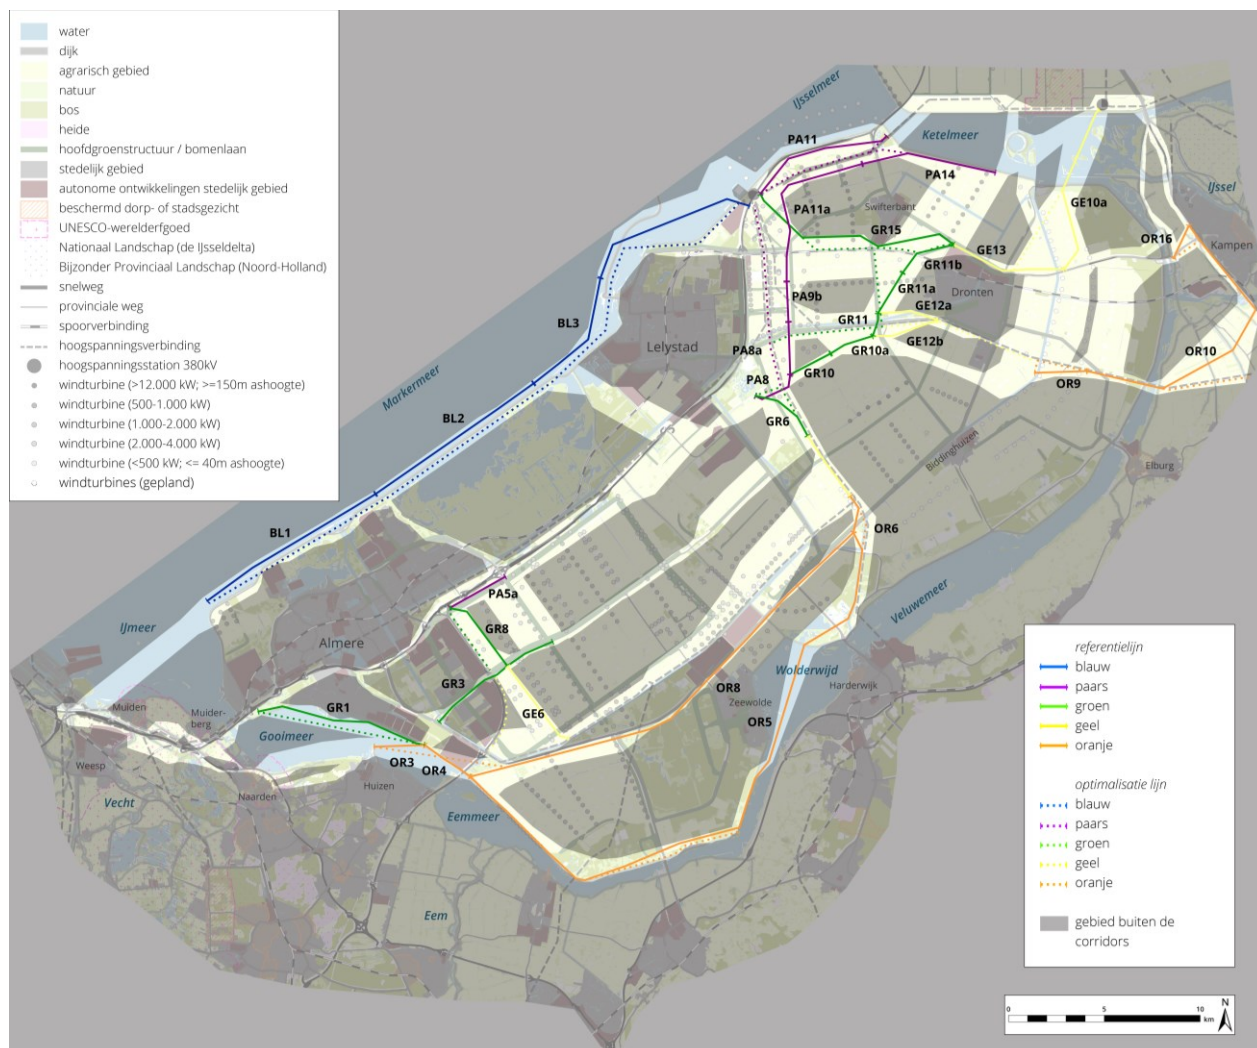 water
dijk
agrarisch gebied
natuur
bos
heide
hoofdgroenstructuur / bomenlaan
stedelijk gebied
autonome ontwikkelingen stedelijk gebied
beschermd dorp- of stadsgezicht
UNESCO-werelderfgoed
Nationaal Landschap (de IJsseldelta)
Bijzonder Provinciaal Landschap (Noord-Holland)
snelweg
provinciale weg
spoorverbinding
hoogspanningsverbinding
hoogspanningsstation 380kV
windturbine (>12.000 kW; >=150m ashoogte)
windturbine (500-1.000 kW)
windturbine (1.000-2.000 kW)
windturbine (2.000-4.000 kW)
windturbine (<500 kW; <= 40m ashoogte)
windturbines (gepland)
IJsselmeer
Ketelmeer
PA11
PA14
IJssel
GE10a
Swifterbant
PA11a
GR15
OR16
Kampen
GE13
GR11b
GR11a
Dronten
PA9b
GE12a
BL3
GR11
GE12b
Lelystad
PA8a
GR10a
OR10
Markermeer
PA8
GR10
OR9
BL2
GR6
Biddinghuizen
Elburg
BL1
OR6
PA5a
Veluwemeer
IJmeer
GR8
Almere
Wolderwijd
GR3
OR8
Harderwijk
Muiden
Muider-
berg
GR1
GE6
Zeewolde
OR5
Gooimeer
OR3
OR4
Weesp
Huizen
Naarden
Vecht
Eemmeer
Eem
referentielijn
blauw
paars
groen
geel
oranje
optimalisatie lijn
blauw
paars
groen
geel
oranje
gebied buiten de
corridors
0 5 10
km
N